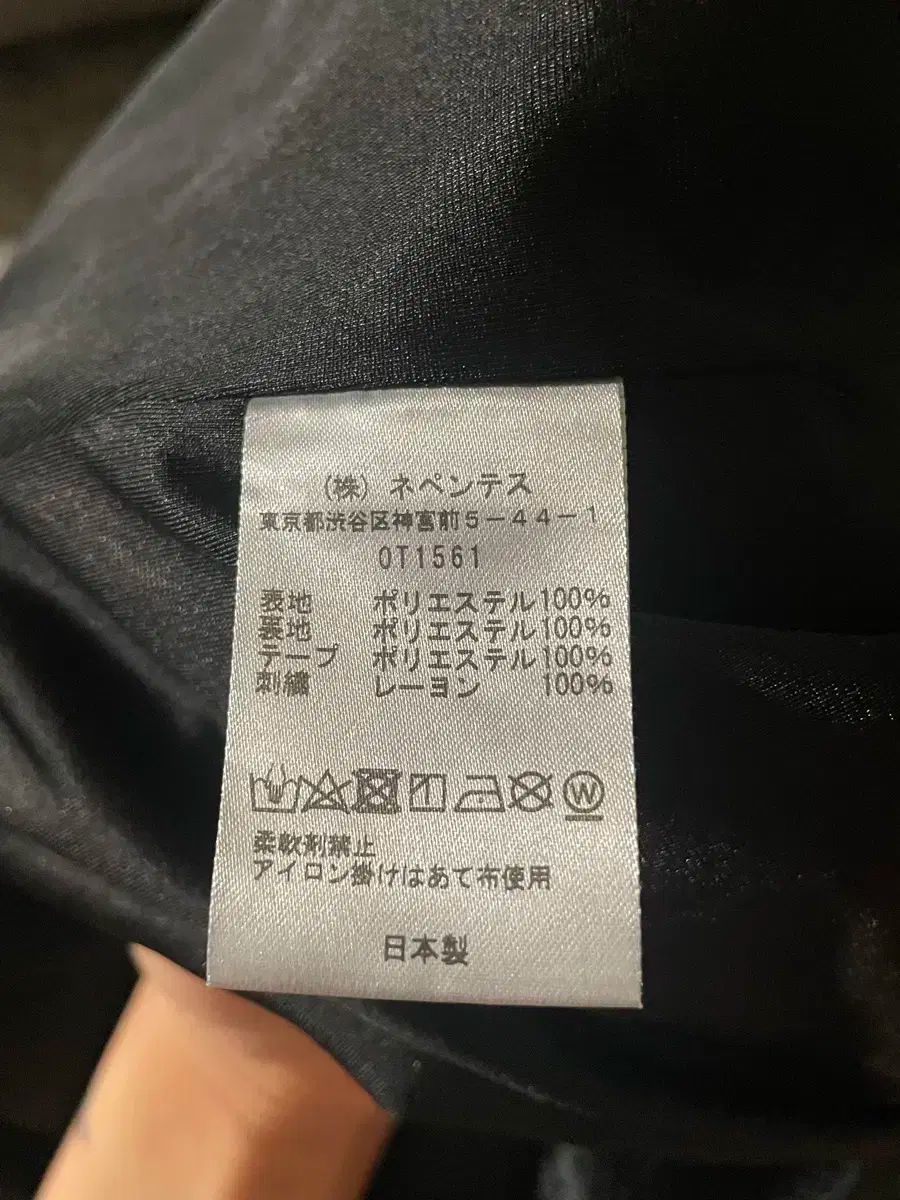 (株) ネペンテス
東京都渋谷区神宮前5-44-1
OT1561
表地 ポリエステル100%
裏地 ポリエステル100%
テープ ポリエステル100%
刺繍 レーヨン 100%
W
柔軟剤禁止
アイロン掛けはあて布使用
日本製